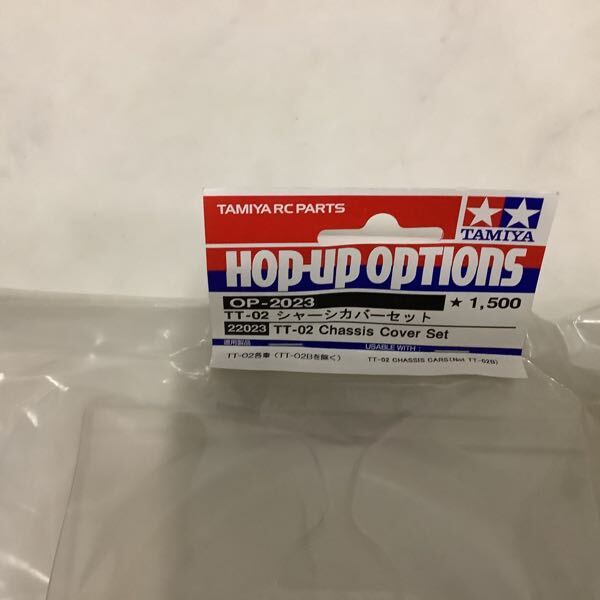 TAMIYA RC PARTS
TAMIYA
HOP-UP OPTIONS
OP-2023
★ 1,500
TT-02 シャーシカバーセット
22023 TT-02 Chassis Cover Set
適用製品
USABLE WITH :
TT-02各車 (TT-02Bを除く)
TT-02 CHASSIS CARS(Not TT-02B)